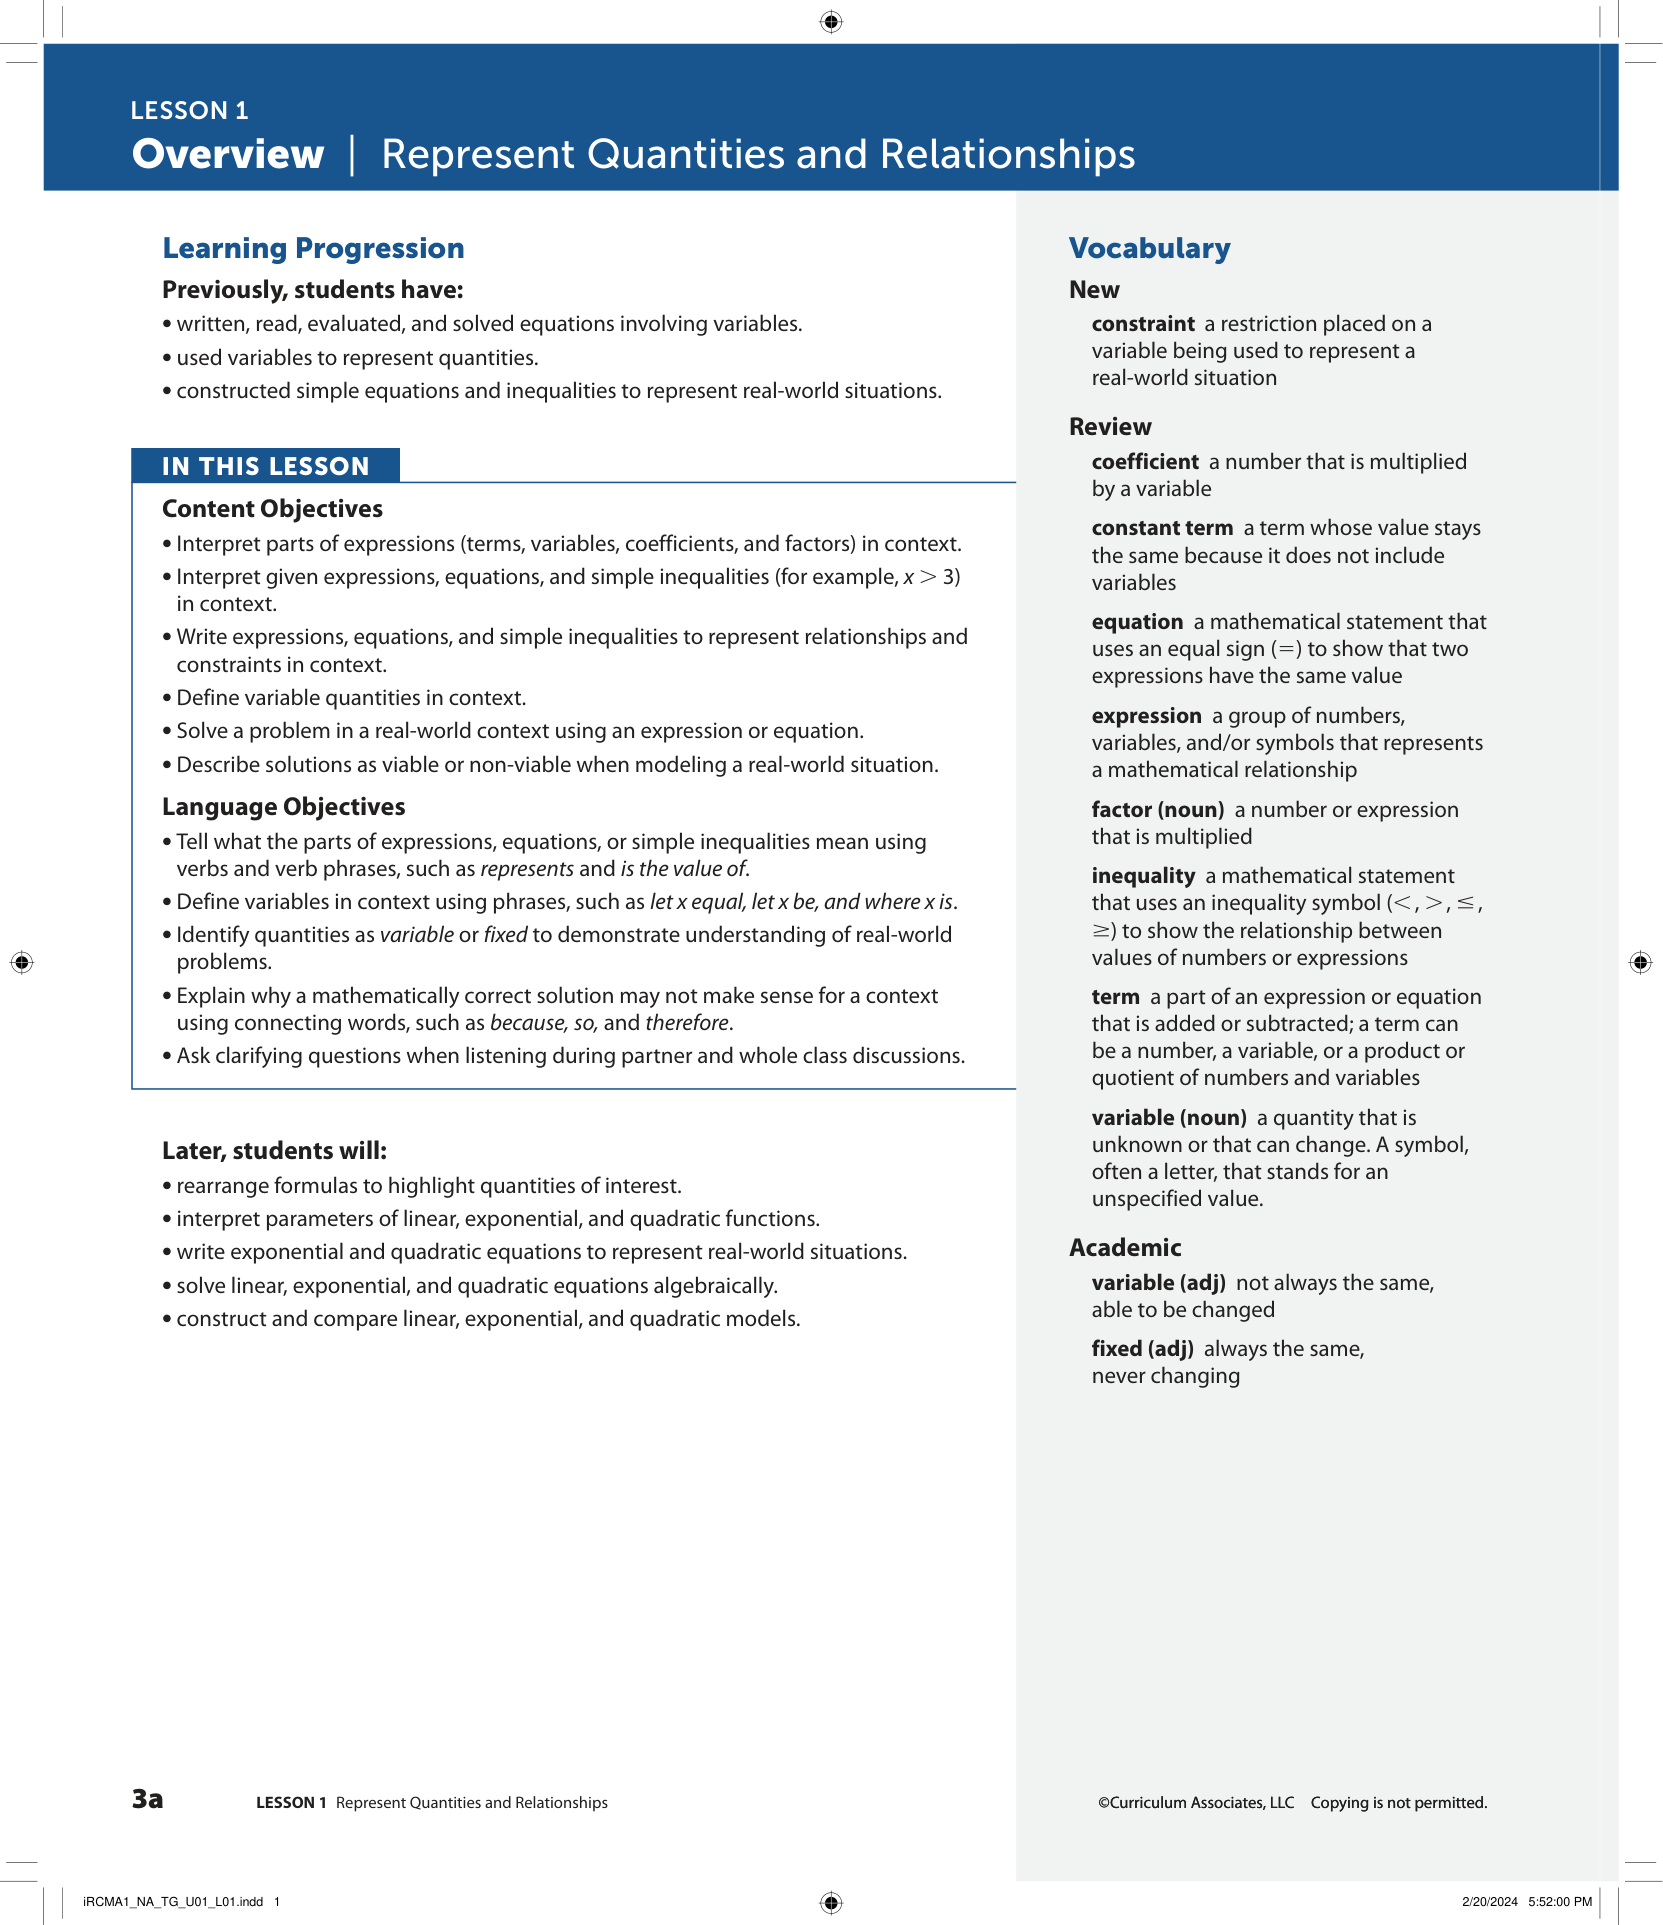 LESSON 1
Overview | Represent Quantities and Relationships
Learning Progression
Previously, students have:
• written, read, evaluated, and solved equations involving variables.
• used variables to represent quantities.
• constructed simple equations and inequalities to represent real-world situations.
IN THIS LESSON
Content Objectives
• Interpret parts of expressions (terms, variables, coefficients, and factors) in context.
• Interpret given expressions, equations, and simple inequalities (for example, x > 3)
in context.
• Write expressions, equations, and simple inequalities to represent relationships and
constraints in context.
• Define variable quantities in context.
• Solve a problem in a real-world context using an expression or equation.
• Describe solutions as viable or non-viable when modeling a real-world situation.
Language Objectives
• Tell what the parts of expressions, equations, or simple inequalities mean using
verbs and verb phrases, such as represents and is the value of.
• Define variables in context using phrases, such as let x equal, let x be, and where x is.
• Identify quantities as variable or fixed to demonstrate understanding of real-world
problems.
• Explain why a mathematically correct solution may not make sense for a context
using connecting words, such as because, so, and therefore.
• Ask clarifying questions when listening during partner and whole class discussions.
Later, students will:
• rearrange formulas to highlight quantities of interest.
• interpret parameters of linear, exponential, and quadratic functions.
• write exponential and quadratic equations to represent real-world situations.
• solve linear, exponential, and quadratic equations algebraically.
• construct and compare linear, exponential, and quadratic models.
Vocabulary
New
constraint a restriction placed on a
variable being used to represent a
real-world situation
Review
coefficient a number that is multiplied
by a variable
constant term a term whose value stays
the same because it does not include
variables
equation a mathematical statement that
uses an equal sign (=) to show that two
expressions have the same value
expression a group of numbers,
variables, and/or symbols that represents
a mathematical relationship
factor (noun) a number or expression
that is multiplied
inequality a mathematical statement
that uses an inequality symbol (<, >, ≤,
≥) to show the relationship between
values of numbers or expressions
term a part of an expression or equation
that is added or subtracted; a term can
be a number, a variable, or a product or
quotient of numbers and variables
variable (noun) a quantity that is
unknown or that can change. A symbol,
often a letter, that stands for an
unspecified value.
Academic
variable (adj) not always the same,
able to be changed
fixed (adj) always the same,
never changing
3a LESSON 1 Represent Quantities and Relationships
©Curriculum Associates, LLC Copying is not permitted.
iRCMA1_NA_TG_U01_L01.indd 1
2/20/2024 5:52:00 PM